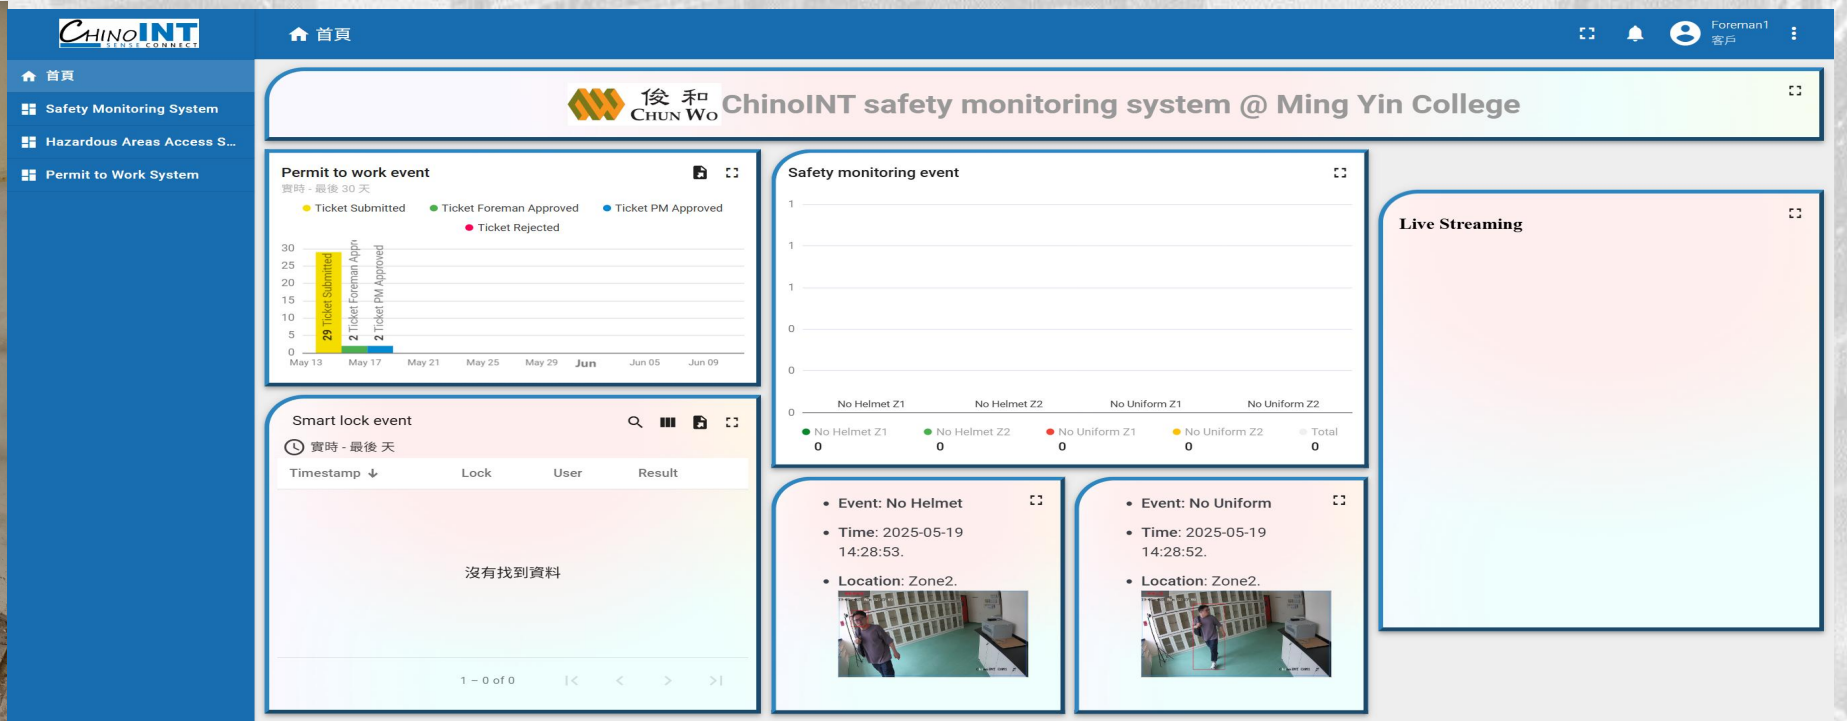 CHINOINT
SENSE CONNECT
首頁
Foreman1
客戶
首頁
Safety Monitoring System
Hazardous Areas Access S...
Permit to Work System
俊和
CHUN WO
ChinoINT safety monitoring system @ Ming Yin College
Permit to work event
實時 - 最後 30 天
Ticket Submitted Ticket Foreman Approved Ticket PM Approved
Ticket Rejected
30
25
20
15
10
5
0
29 Ticket Submitted
2 Ticket Foreman Appr
2 Ticket PM Approved
May 13 May 17 May 21 May 25 May 29 Jun Jun 05 Jun 09
Smart lock event
實時 - 最後 天
Timestamp Lock User Result
沒有找到資料
1 – 0 of 0
Safety monitoring event
1
1
1
0
0
0
No Helmet Z1 No Helmet Z2 No Uniform Z1 No Uniform Z2
No Helmet Z1 No Helmet Z2 No Uniform Z1 No Uniform Z2 Total
0 0 0 0 0
Event: No Helmet
Time: 2025-05-19
14:28:53.
Location: Zone2.
Event: No Uniform
Time: 2025-05-19
14:28:52.
Location: Zone2.
Live Streaming